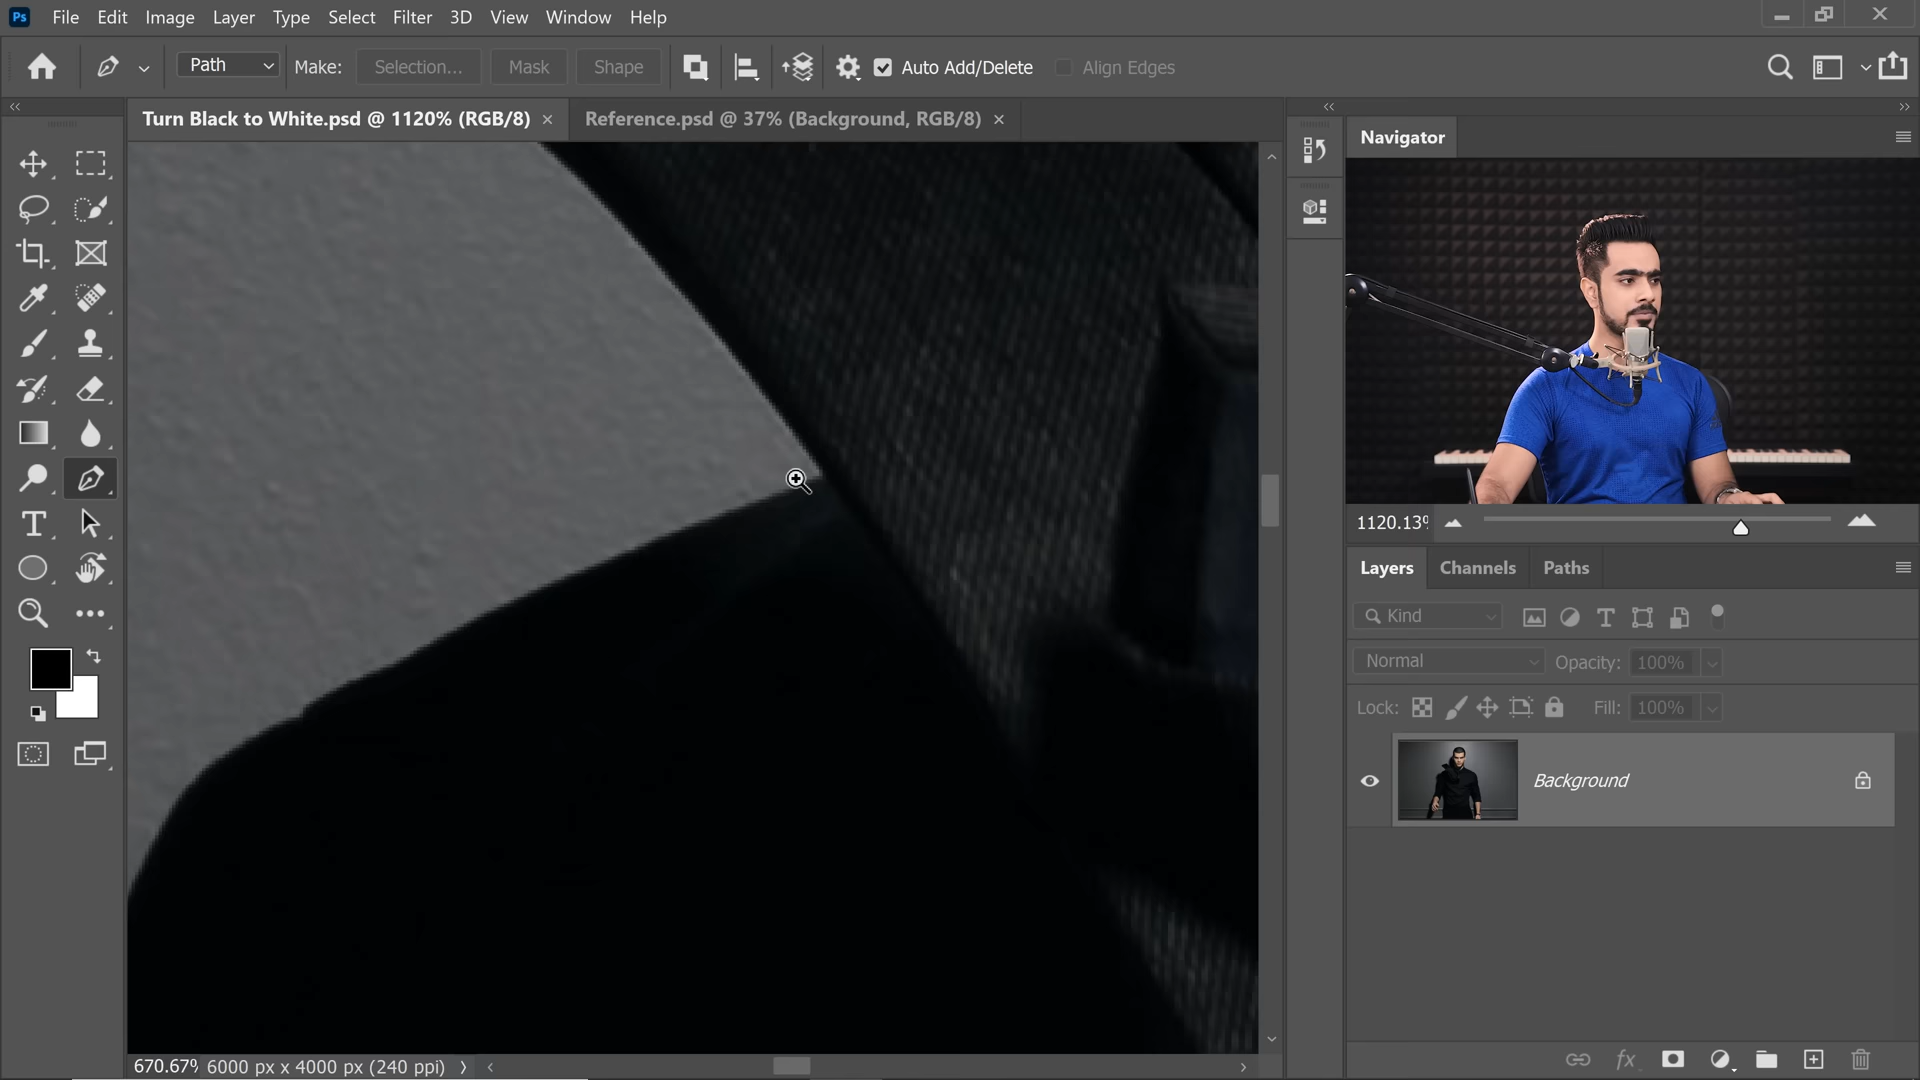 Ps File Edit Image Layer Type Select Filter 3D View Window Help
Path Make: Selection... Mask Shape Auto Add/Delete Align Edges
Turn Black to White.psd @ 1120% (RGB/8) × Reference.psd @ 37% (Background, RGB/8) ×
Navigator
1120.13%
Layers Channels Paths
Kind
Normal Opacity: 100%
Lock: Fill: 100%
Background
fx
670.67% 6000 px x 4000 px (240 ppi)